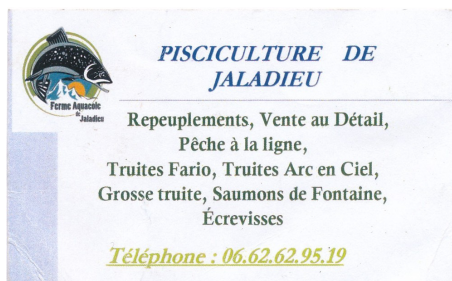 PISCICULTURE DE
JALADIEU
Ferme Aquacole
de
Jaladieu
Repeuplements, Vente au Détail,
Pêche à la ligne,
Truites Fario, Truites Arc en Ciel,
Grosse truite, Saumons de Fontaine,
Écrevisses
Téléphone : 06.62.62.95.19